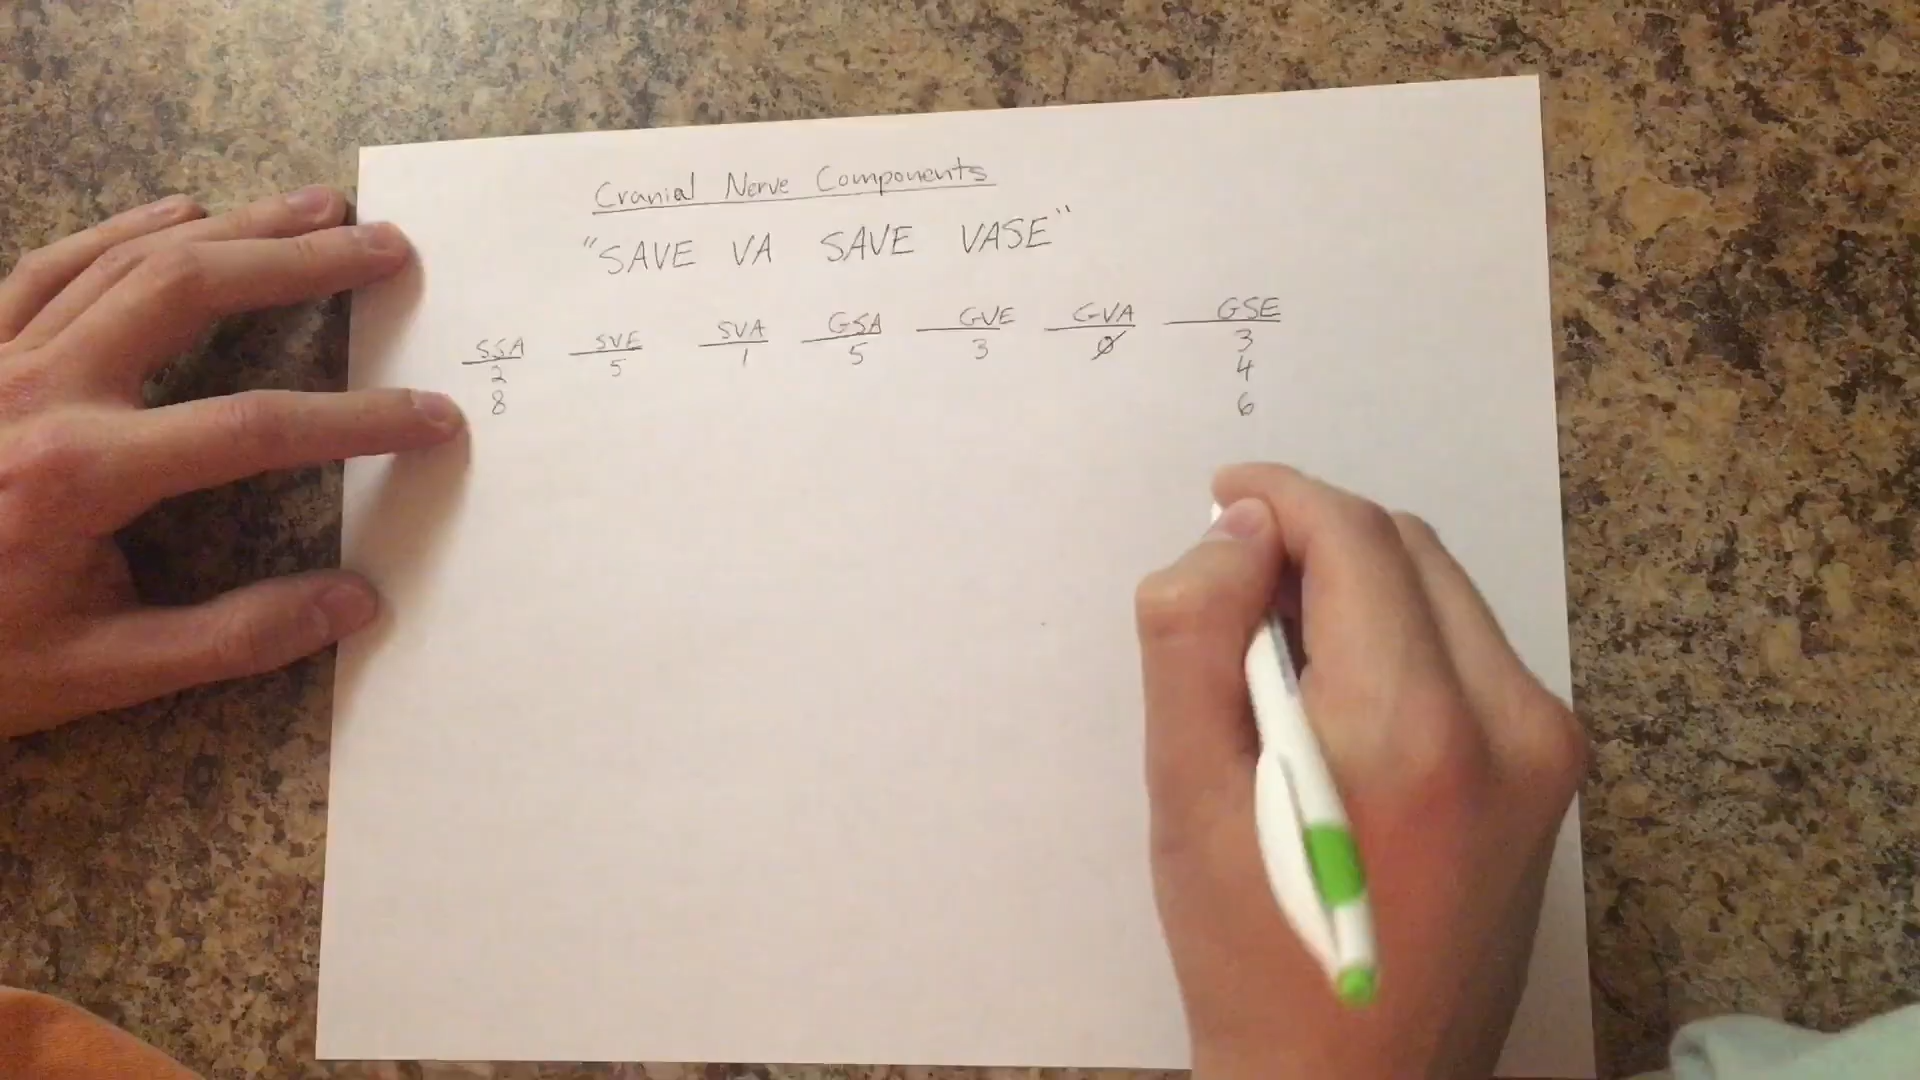 Cranial Nerve Components
"SAVE VA SAVE VASE"
SSA SVE SVA GSA GVE GVA GSE
2 5 1 5 3 Ø 3
8 4
6